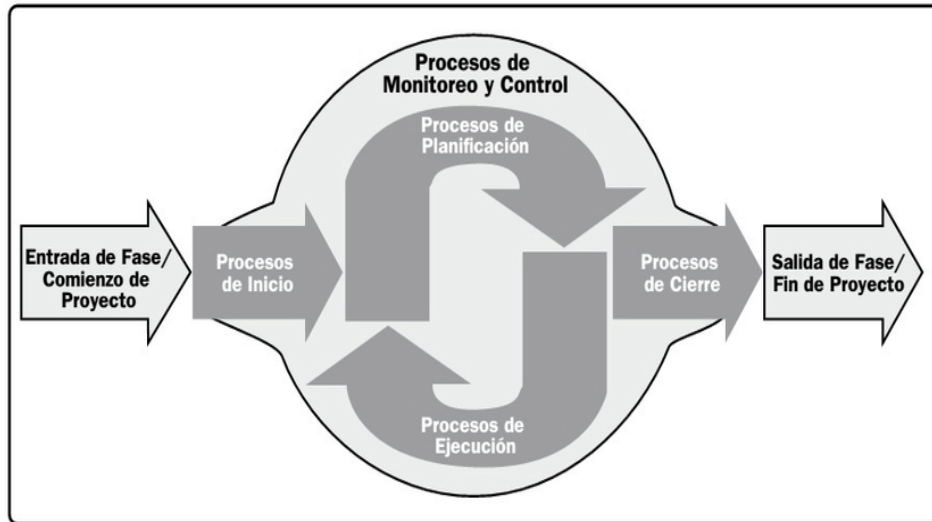 Procesos de
Monitoreo y Control
Procesos de
Planificación
Entrada de Fase/
Comienzo de
Proyecto
Procesos
de Inicio
Procesos
de Cierre
Salida de Fase/
Fin de Proyecto
Procesos de
Ejecución